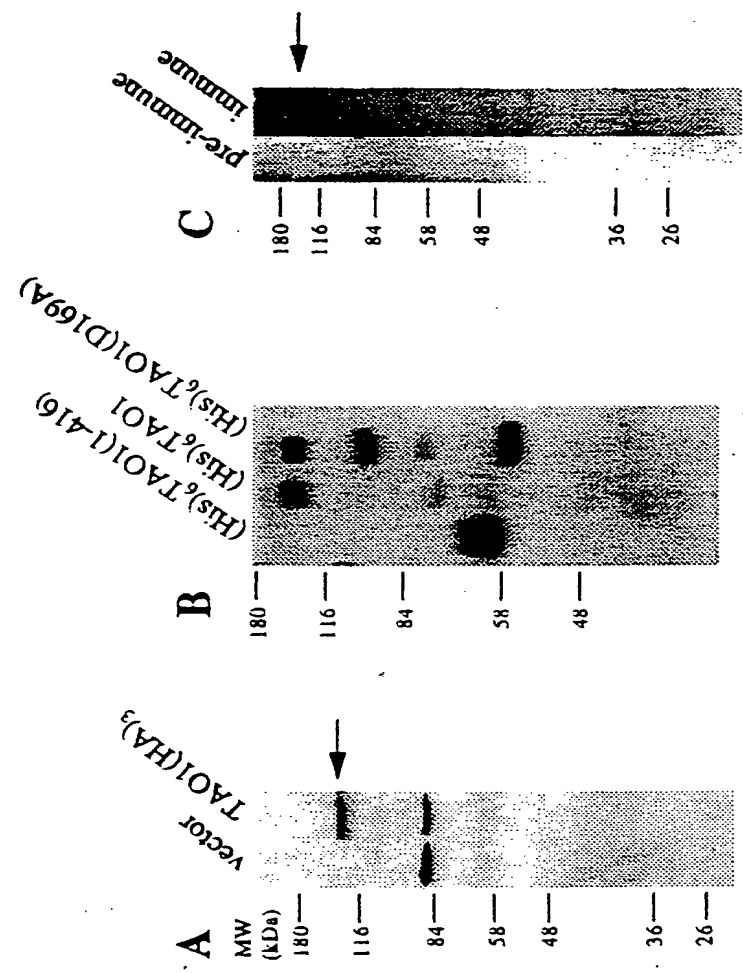 A
MW
(kDa)
180
116
84
58
48
36
26
vector
TAO1(HA)₃
B
180
116
84
58
48
(His)₆TAO1(1-416)
(His)₆TAO1
(His)₆TAO1(D169A)
C
180
116
84
58
48
36
26
pre-immune
immune